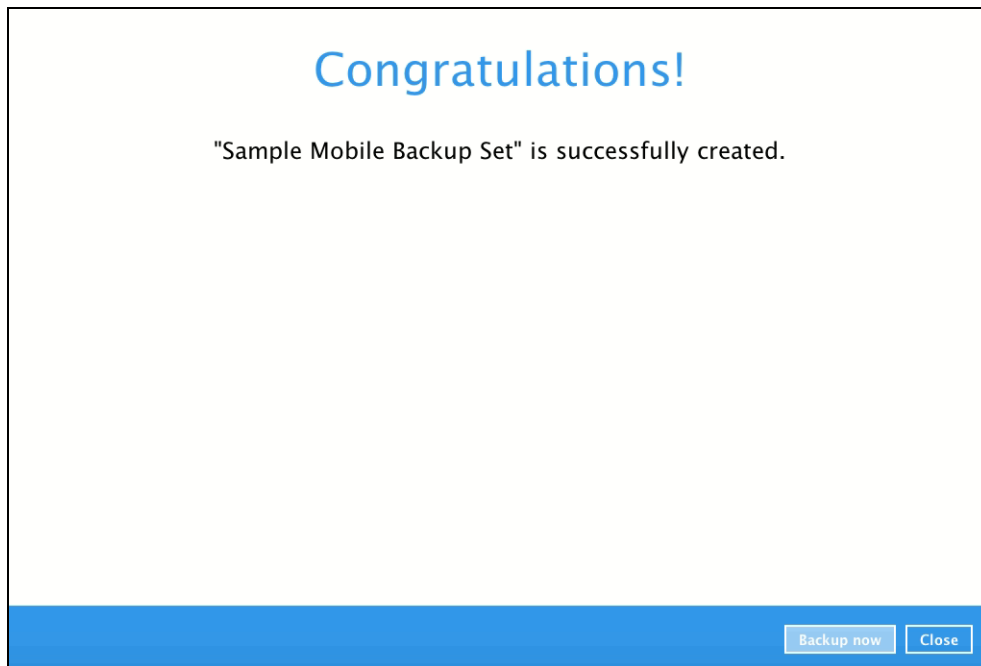 Congratulations!
"Sample Mobile Backup Set" is successfully created.
Backup now
Close